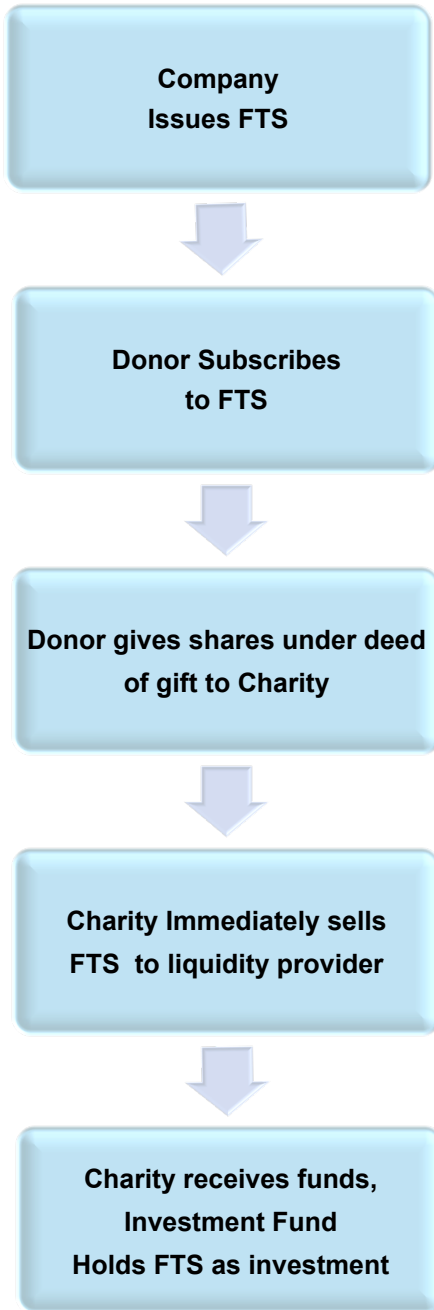 Company
Issues FTS
Donor Subscribes
to FTS
Donor gives shares under deed
of gift to Charity
Charity Immediately sells
FTS to liquidity provider
Charity receives funds,
Investment Fund
Holds FTS as investment